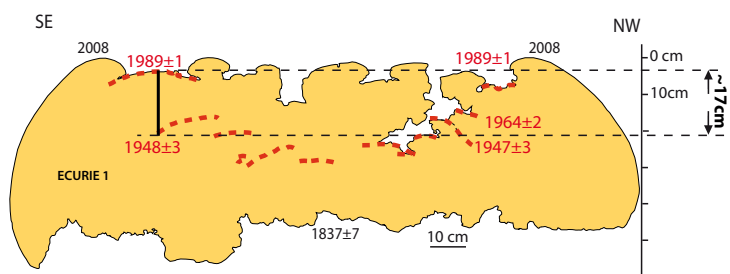 SE
NW
2008
1989±1
1989±1
2008
0 cm
10cm
~17cm
1964±2
1948±3
1947±3
ECURIE 1
1837±7
10 cm